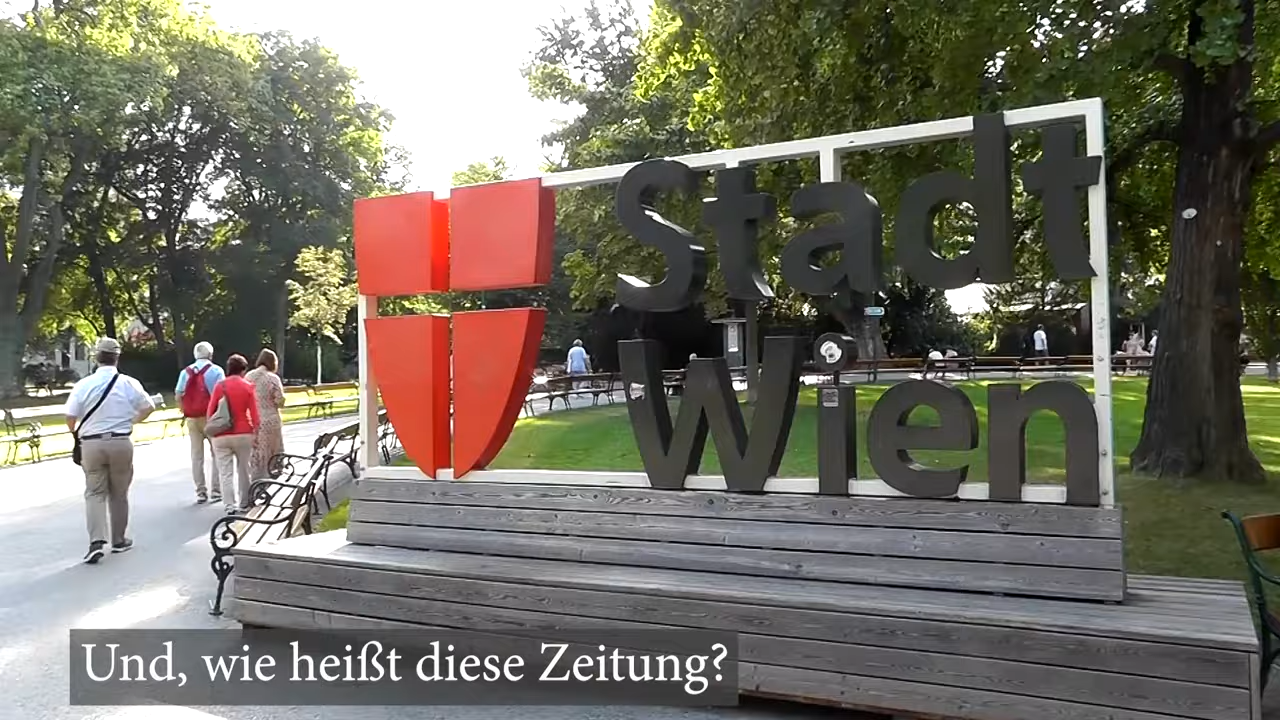 Stadt
Wien
Und, wie heißt diese Zeitung?